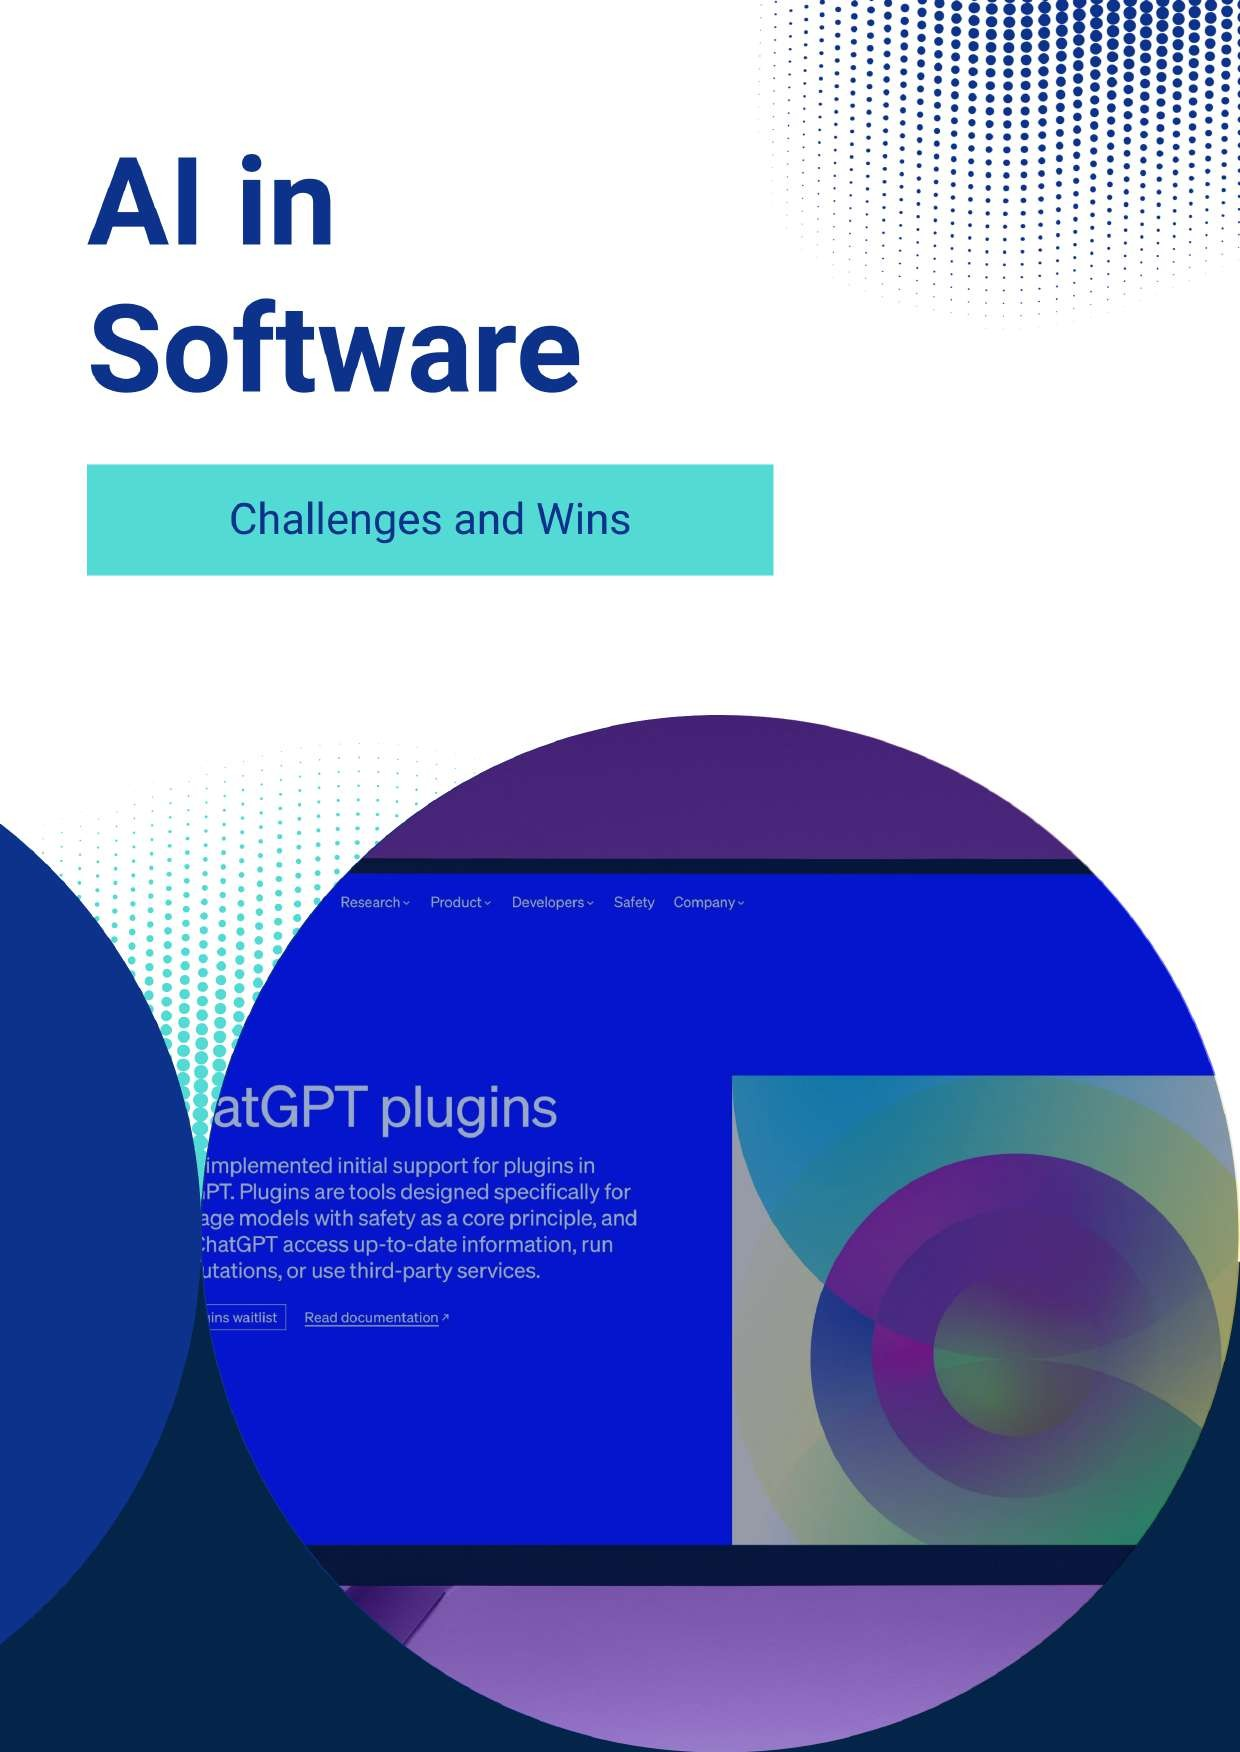 AI in
Software
Challenges and Wins
Research Product Developers Safety Company
atGPT plugins
implemented initial support for plugins in
PT. Plugins are tools designed specifically for
age models with safety as a core principle, and
ChatGPT access up-to-date information, run
utations, or use third-party services.
ins waitlist Read documentation ↗